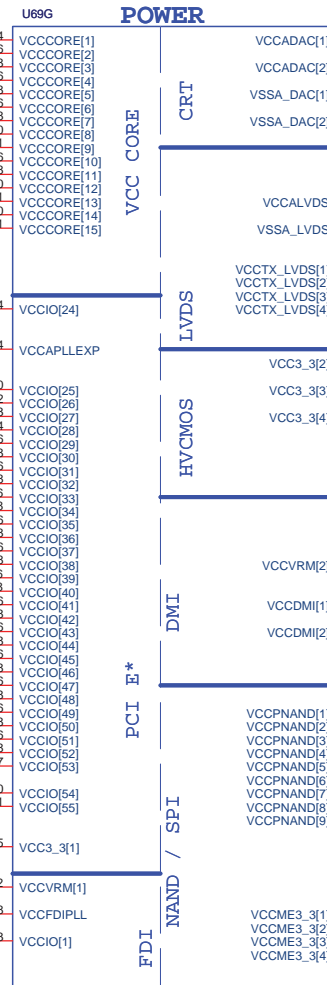 U69G
POWER
VCCCORE[1]
VCCCORE[2]
VCCCORE[3]
VCCCORE[4]
VCCCORE[5]
VCCCORE[6]
VCCCORE[7]
VCCCORE[8]
VCCCORE[9]
VCCCORE[10]
VCCCORE[11]
VCCCORE[12]
VCCCORE[13]
VCCCORE[14]
VCCCORE[15]
VCC CORE
VCCIO[24]
VCCAPLLEXP
VCCIO[25]
VCCIO[26]
VCCIO[27]
VCCIO[28]
VCCIO[29]
VCCIO[30]
VCCIO[31]
VCCIO[32]
VCCIO[33]
VCCIO[34]
VCCIO[35]
VCCIO[36]
VCCIO[37]
VCCIO[38]
VCCIO[39]
VCCIO[40]
VCCIO[41]
VCCIO[42]
VCCIO[43]
VCCIO[44]
VCCIO[45]
VCCIO[46]
VCCIO[47]
VCCIO[48]
VCCIO[49]
VCCIO[50]
VCCIO[51]
VCCIO[52]
VCCIO[53]
VCCIO[54]
VCCIO[55]
VCC3_3[1]
PCI E*
VCCVRM[1]
VCCFDIPLL
VCCIO[1]
FDI
CRT
VCCADAC[1]
VCCADAC[2]
VSSA_DAC[1]
VSSA_DAC[2]
LVDS
VCCALVDS
VSSA_LVDS
VCCTX_LVDS[1]
VCCTX_LVDS[2]
VCCTX_LVDS[3]
VCCTX_LVDS[4]
HVCMOS
VCC3_3[2]
VCC3_3[3]
VCC3_3[4]
DMI
VCCVRM[2]
VCCDMI[1]
VCCDMI[2]
NAND / SPI
VCCPNAND[1]
VCCPNAND[2]
VCCPNAND[3]
VCCPNAND[4]
VCCPNAND[5]
VCCPNAND[6]
VCCPNAND[7]
VCCPNAND[8]
VCCPNAND[9]
VCCME3_3[1]
VCCME3_3[2]
VCCME3_3[3]
VCCME3_3[4]